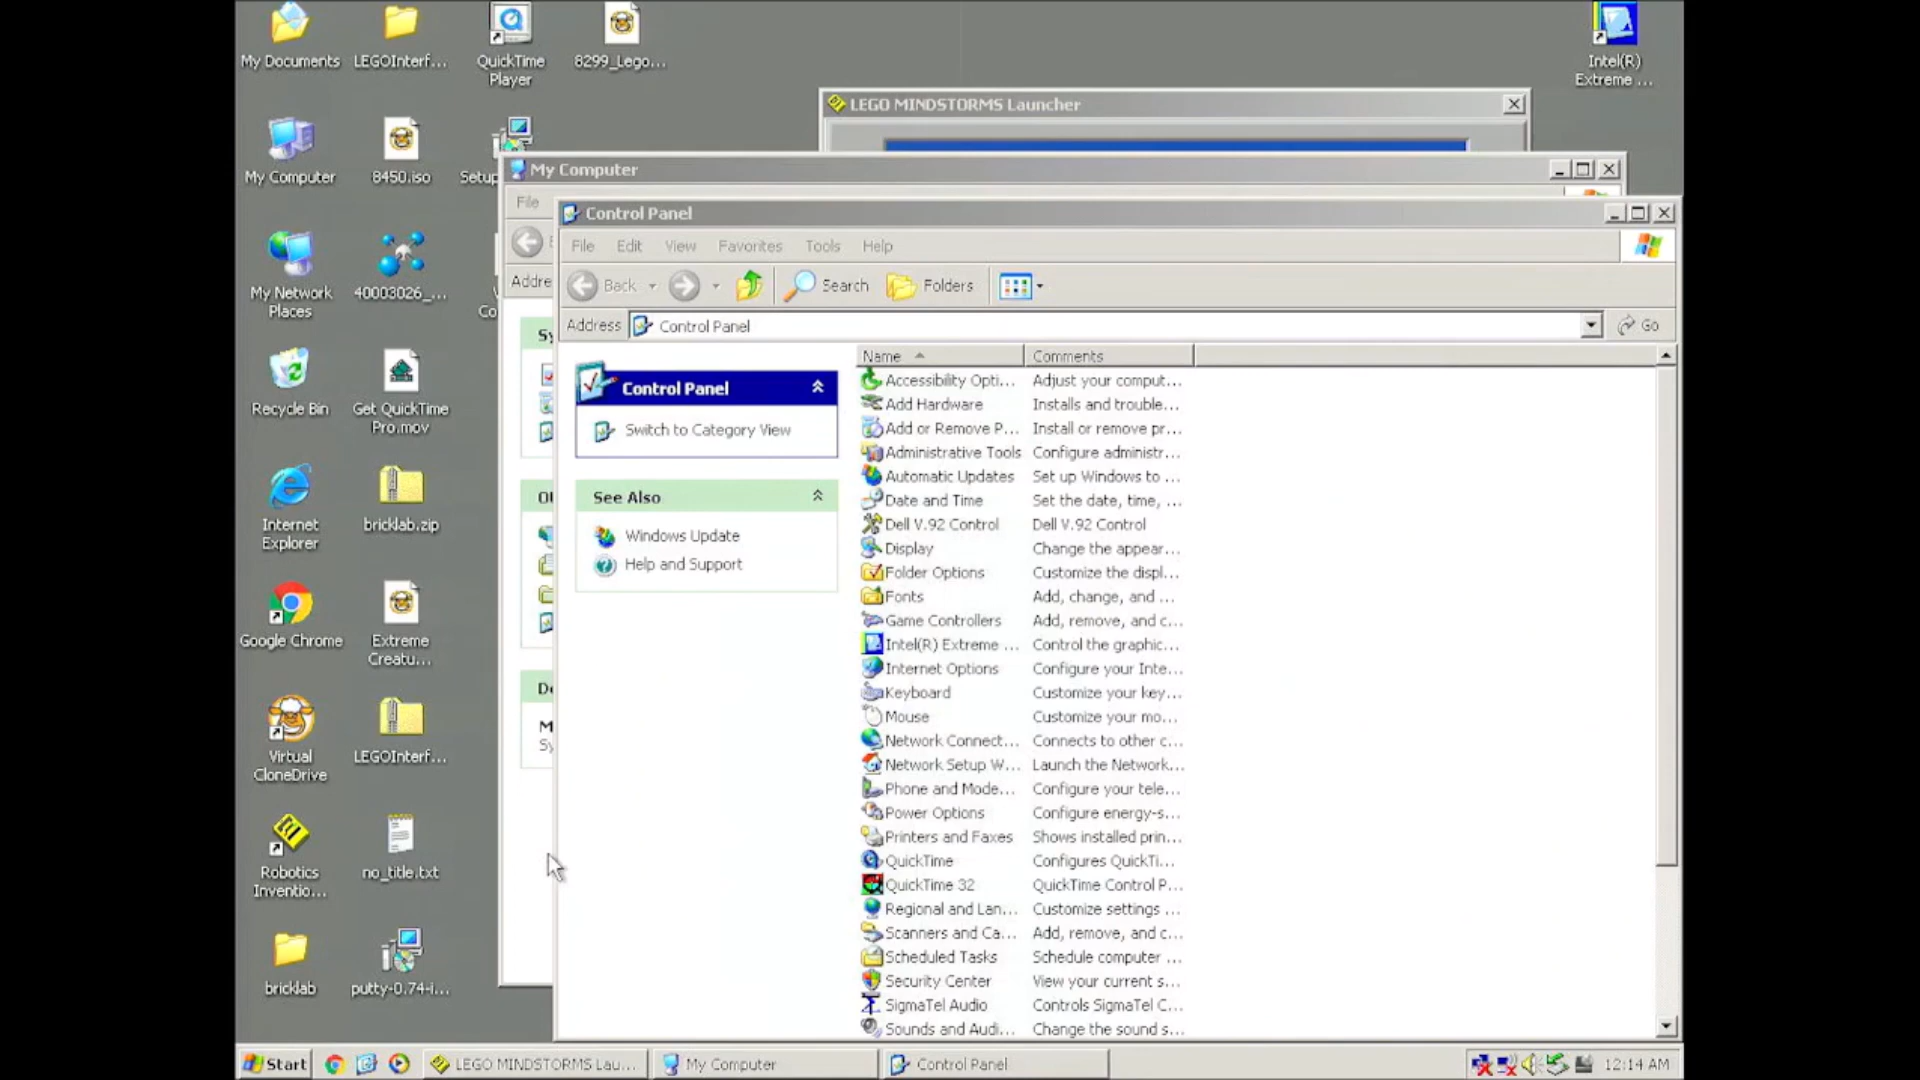 My Documents
LEGOInterf...
QuickTime
Player
8299_Lego...
Intel(R)
Extreme ...
My Computer
8450.iso
Setup
My Network
Places
40003026_...
Recycle Bin
Get QuickTime
Pro.mov
Internet
Explorer
bricklab.zip
Google Chrome
Extreme
Creatu...
Virtual
CloneDrive
LEGOInterf...
Robotics
Inventio...
no_title.txt
bricklab
putty-0.74-i...
LEGO MINDSTORMS Launcher
My Computer
File
Addre
Control Panel
File Edit View Favorites Tools Help
Back Search Folders
Address Control Panel Go
Control Panel
Switch to Category View
See Also
Windows Update
Help and Support
Name Comments
Accessibility Opti... Adjust your comput...
Add Hardware Installs and trouble...
Add or Remove P... Install or remove pr...
Administrative Tools Configure administr...
Automatic Updates Set up Windows to ...
Date and Time Set the date, time, ...
Dell V.92 Control Dell V.92 Control
Display Change the appear...
Folder Options Customize the displ...
Fonts Add, change, and ...
Game Controllers Add, remove, and c...
Intel(R) Extreme ... Control the graphic...
Internet Options Configure your Inte...
Keyboard Customize your key...
Mouse Customize your mo...
Network Connect... Connects to other c...
Network Setup W... Launch the Network...
Phone and Mode... Configure your tele...
Power Options Configure energy-s...
Printers and Faxes Shows installed prin...
QuickTime Configures QuickTi...
QuickTime 32 QuickTime Control P...
Regional and Lan... Customize settings ...
Scanners and Ca... Add, remove, and c...
Scheduled Tasks Schedule computer ...
Security Center View your current s...
SigmaTel Audio Controls SigmaTel C...
Sounds and Audi... Change the sound s...
Start LEGO MINDSTORMS Lau... My Computer Control Panel 12:14 AM